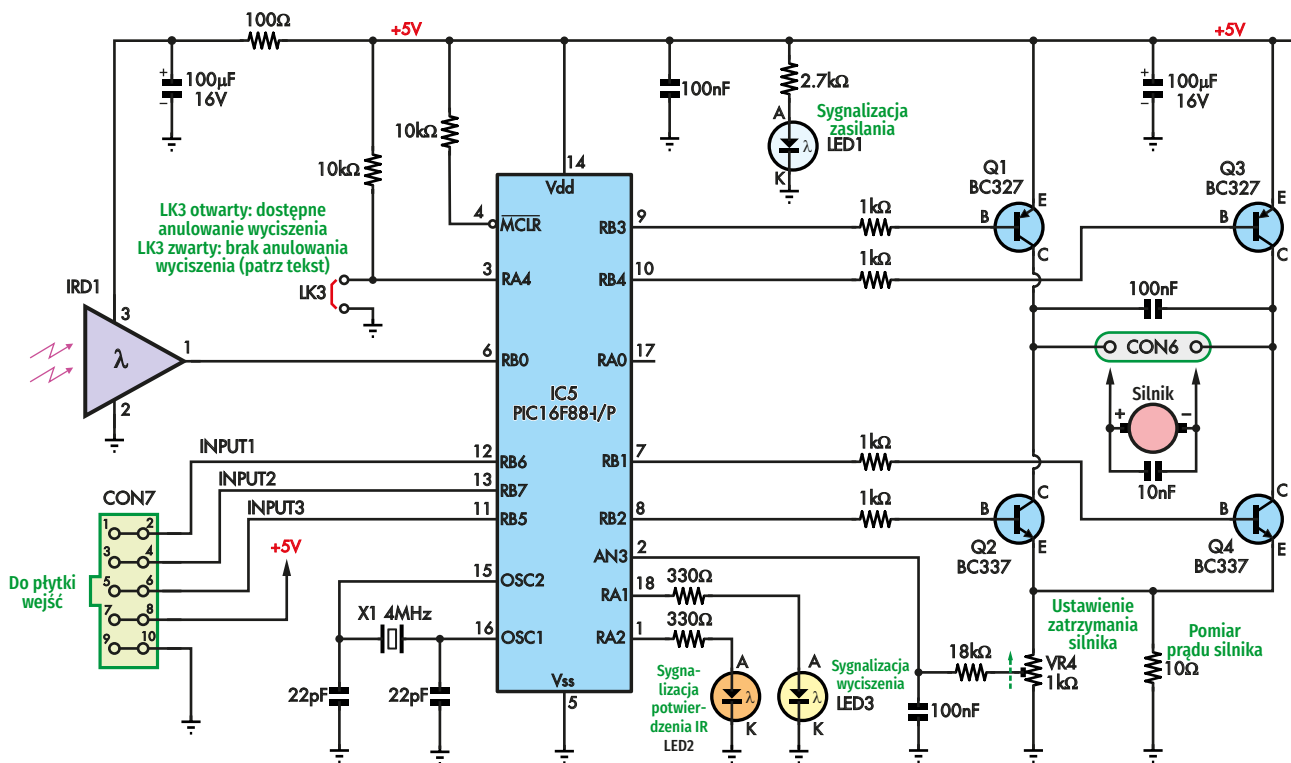 100Ω
+5V
+5V
+
100µF
16V
−
10kΩ
10kΩ
100nF
2.7kΩ
A
Sygnalizacja
zasilania
LED1
λ
K
+
100µF
16V
−
Q1
BC327
Q3
BC327
E
B
C
E
B
C
LK3 otwarty: dostępne
anulowanie wyciszenia
LK3 zwarty: brak anulowania
wyciszenia (patrz tekst)
LK3
14
Vdd
4
MCLR
3
RA4
RB3
9
1kΩ
RB4
10
1kΩ
IRD1
3
λ
1
2
6
RB0
RA0
17
IC5
PIC16F88-I/P
100nF
CON6
Silnik
+
−
10nF
INPUT1
INPUT2
INPUT3
12
RB6
13
RB7
11
RB5
RB1
7
1kΩ
RB2
8
1kΩ
AN3
2
C
B
E
Q2
BC337
C
B
E
Q4
BC337
CON7
1
2
3
4
5
6
7
8
9
10
+5V
Do płytki
wejść
15
OSC2
X1 4MHz
16
OSC1
22pF
22pF
RA1
18
330Ω
RA2
1
330Ω
Vss
5
Sygna-
lizacja
potwier-
dzenia IR
LED2
A
λ
K
A
λ
K
Sygnalizacja
wyciszenia
LED3
18kΩ
100nF
Ustawienie
zatrzymania
silnika
VR4
1kΩ
Pomiar
prądu silnika
10Ω